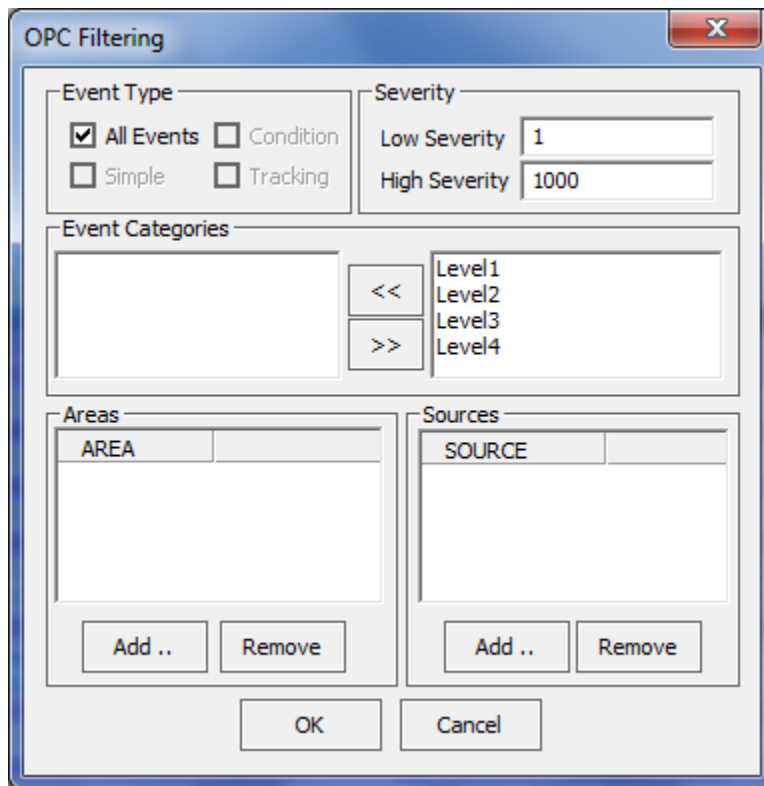 OPC Filtering
X
Event Type
All Events Condition
Simple Tracking
Severity
Low Severity 1
High Severity 1000
Event Categories
<<
>>
Level1
Level2
Level3
Level4
Areas
AREA
Add .. Remove
Sources
SOURCE
Add .. Remove
OK Cancel